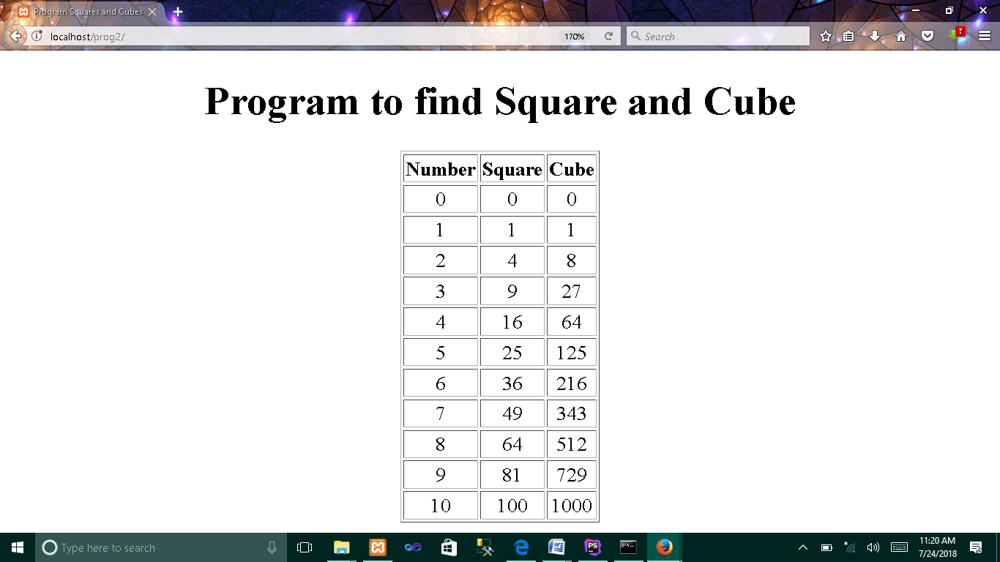 Program Squares and Cubes
localhost/prog2/
170%
Search
?
Program to find Square and Cube
Number Square Cube
0 0 0
1 1 1
2 4 8
3 9 27
4 16 64
5 25 125
6 36 216
7 49 343
8 64 512
9 81 729
10 100 1000
Type here to search
W
PS
11:20 AM
7/24/2018